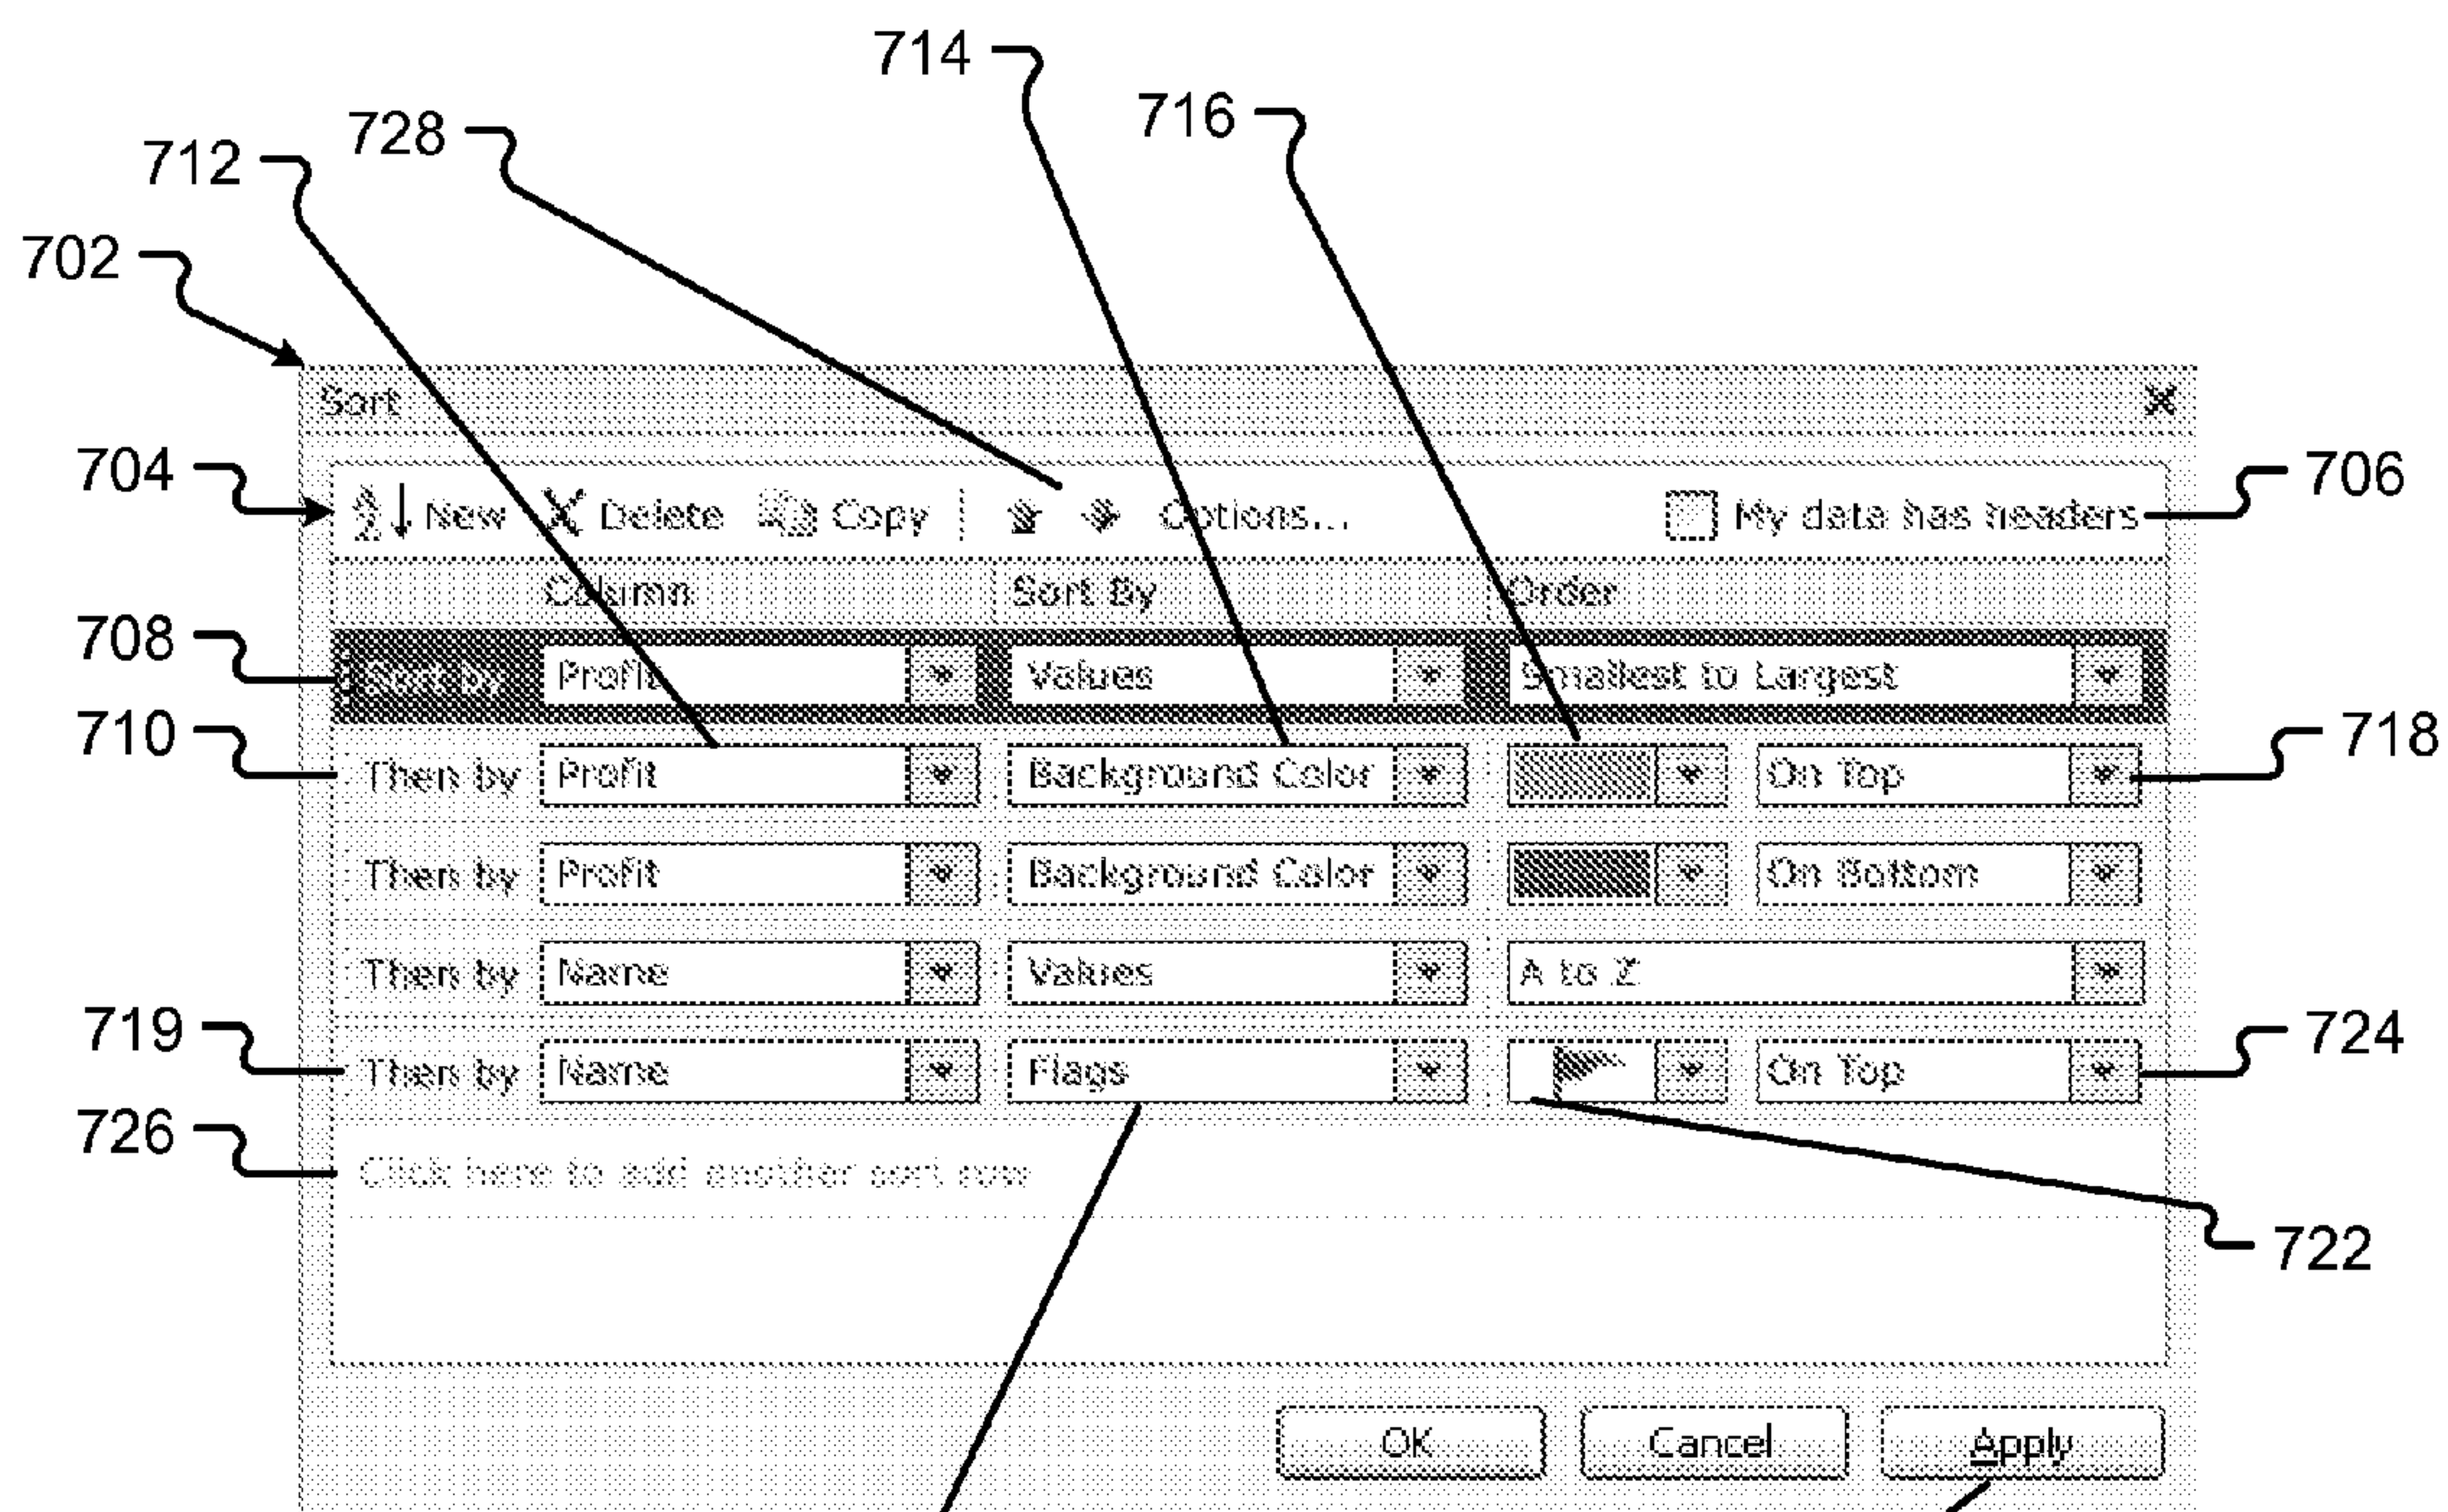 714
716
728
712
702
Sort
704
New Delete Copy Options... My data has headers
706
Column Sort By Order
708
Sort by Profit Values Smallest to Largest
710
Then by Profit Background Color On Top
718
Then by Profit Background Color On Bottom
Then by Name Values A to Z
719
Then by Name Flags On Top
724
726
Click here to add another sort row
722
OK Cancel Apply